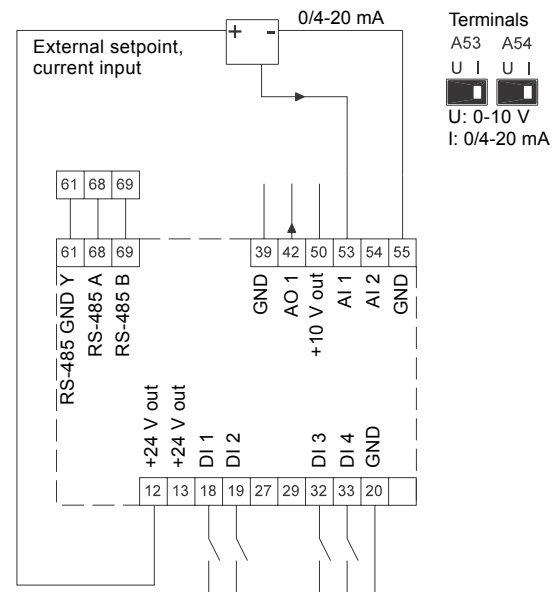 0/4-20 mA
+ -
External setpoint,
current input
Terminals
A53 A54
U I U I
U: 0-10 V
I: 0/4-20 mA
61 68 69
61 68 69
39 42 50 53 54 55
RS-485 GND Y
RS-485 A
RS-485 B
GND
AO 1
+10 V out
AI 1
AI 2
GND
+24 V out
+24 V out
DI 1
DI 2
DI 3
DI 4
GND
12 13 18 19 27 29 32 33 20